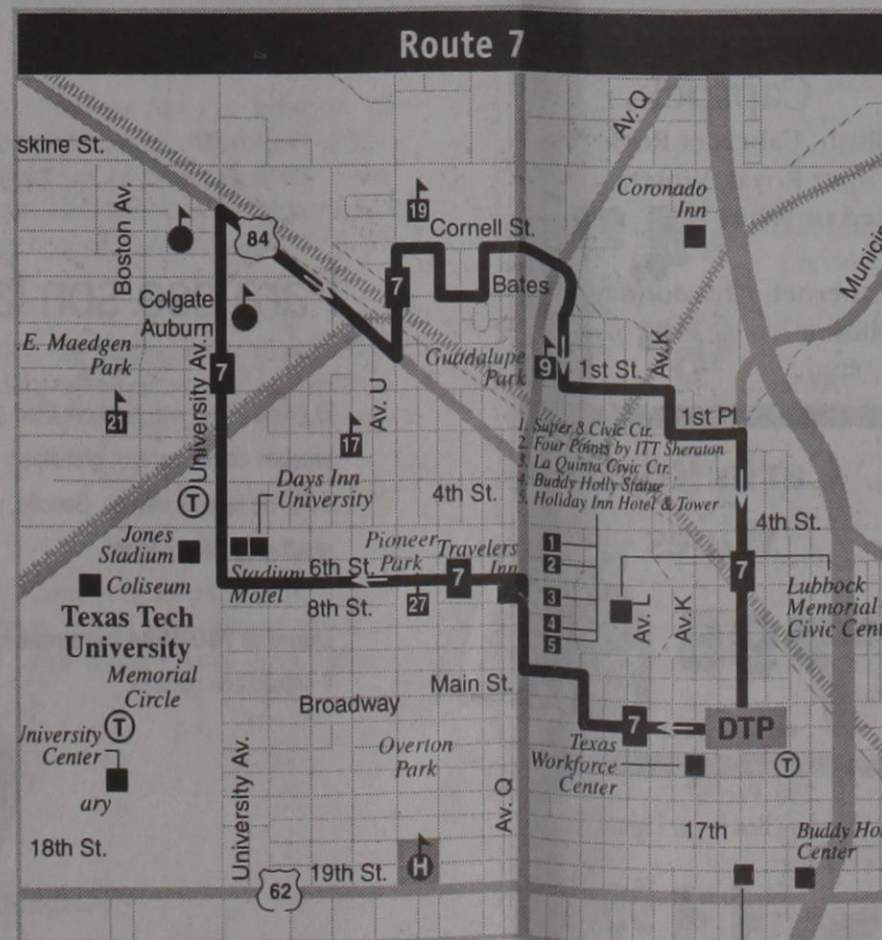 Route 7
Av. Q
skine St.
Coronado
Inn
Boston Av.
19
Cornell St.
84
7
Bates
Municip
Colgate
Auburn
.E. Maedgen
Park
7
Guadalupe
Park
9
1st St.
Av. K
21
University Av.
Av. U
17
1st Pl
1. Super 8 Civic Ctr.
2. Four Points by ITT Sheraton
3. La Quinta Civic Ctr.
4. Buddy Holly Statue
5. Holiday Inn Hotel & Tower
T
Days Inn
University
4th St.
4th St.
Jones
Stadium
Pioneer
Park
Travelers
Inn
1
2
3
4
5
Stadium
Motel
6th St.
7
7
Coliseum
8th St.
27
Av. L
Av. K
Lubbock
Memorial
Civic Cent
Texas Tech
University
Memorial
Circle
Main St.
Broadway
7
DTP
University
Center
T
Overton
Park
Texas
Workforce
Center
T
ary
University Av.
Av. Q
17th
Buddy Ho
Center
18th St.
H
19th St.
62